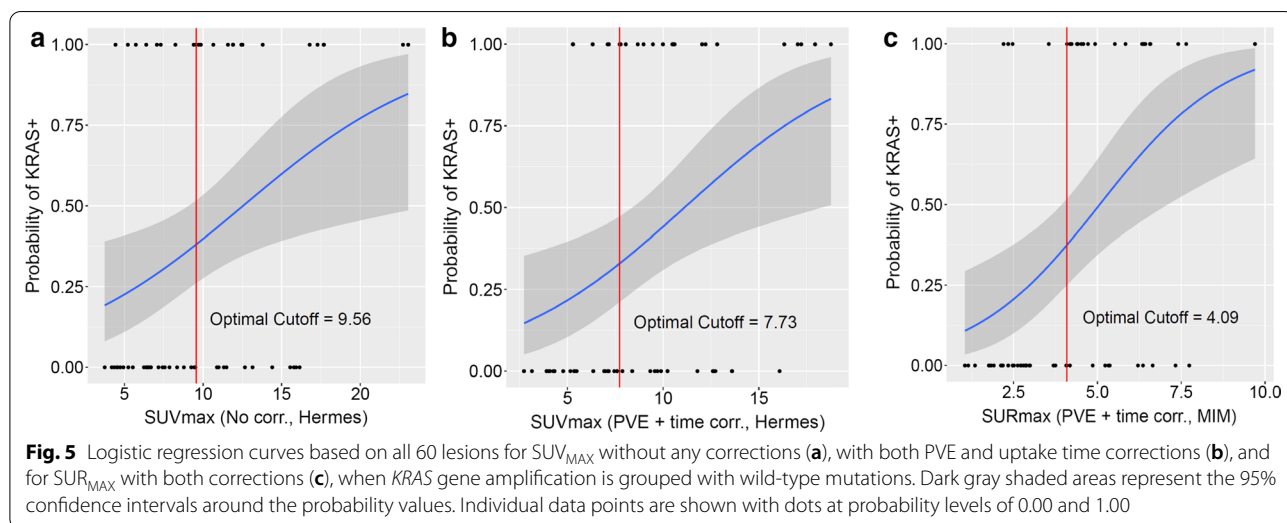 a
1.00
0.75
0.50
0.25
0.00
Probability of KRAS+
Optimal Cutoff = 9.56
5 10 15 20
SUVmax (No corr., Hermes)
b
1.00
0.75
0.50
0.25
0.00
Probability of KRAS+
Optimal Cutoff = 7.73
5 10 15
SUVmax (PVE + time corr., Hermes)
c
1.00
0.75
0.50
0.25
0.00
Probability of KRAS+
Optimal Cutoff = 4.09
2.5 5.0 7.5 10.0
SURmax (PVE + time corr., MIM)
Fig. 5 Logistic regression curves based on all 60 lesions for SUVMAX without any corrections (a), with both PVE and uptake time corrections (b), and
for SURMAX with both corrections (c), when KRAS gene amplification is grouped with wild-type mutations. Dark gray shaded areas represent the 95%
confidence intervals around the probability values. Individual data points are shown with dots at probability levels of 0.00 and 1.00